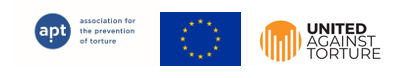 apt
association for
the prevention
of torture
UNITED
AGAINST
TORTURE